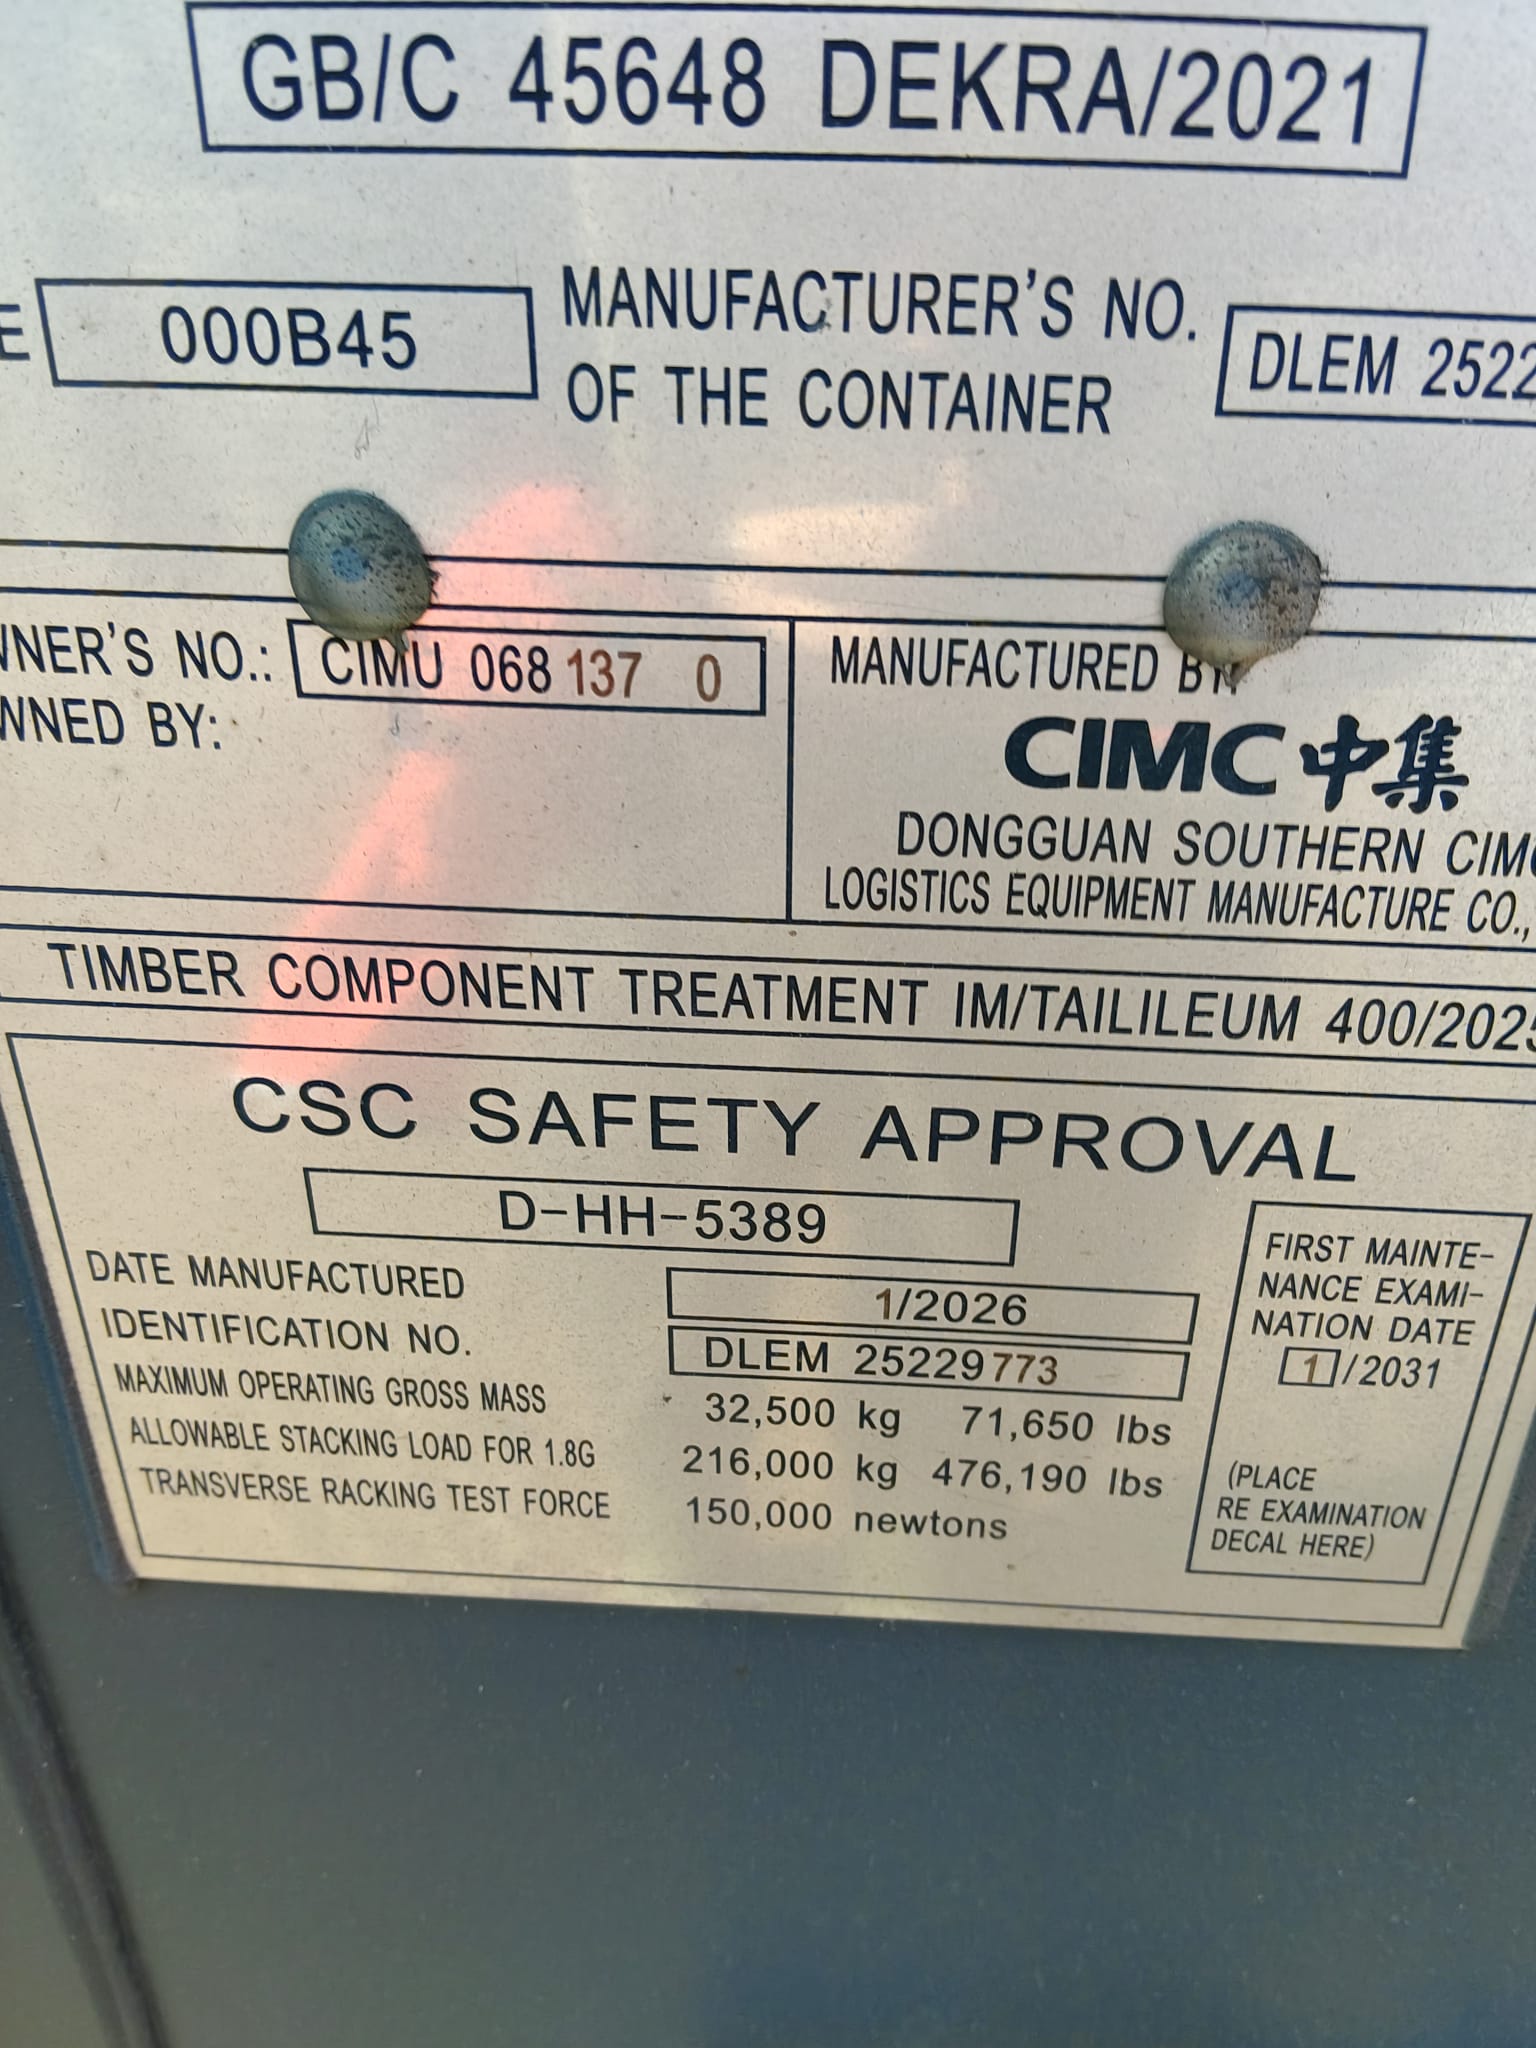 GB/C 45648 DEKRA/2021
000B45
MANUFACTURER'S NO.
OF THE CONTAINER
DLEM 2522
NER'S NO.: CIMU 068 137 0
WNED BY:
MANUFACTURED BY:
CIMC 中集
DONGGUAN SOUTHERN CIM
LOGISTICS EQUIPMENT MANUFACTURE CO.,
TIMBER COMPONENT TREATMENT IM/TAILILEUM 400/2025
CSC SAFETY APPROVAL
D-HH-5389
DATE MANUFACTURED 1/2026
IDENTIFICATION NO. DLEM 25229773
MAXIMUM OPERATING GROSS MASS 32,500 kg 71,650 lbs
ALLOWABLE STACKING LOAD FOR 1.8G 216,000 kg 476,190 lbs
TRANSVERSE RACKING TEST FORCE 150,000 newtons
FIRST MAINTE-
NANCE EXAMI-
NATION DATE
1/2031
(PLACE
RE EXAMINATION
DECAL HERE)